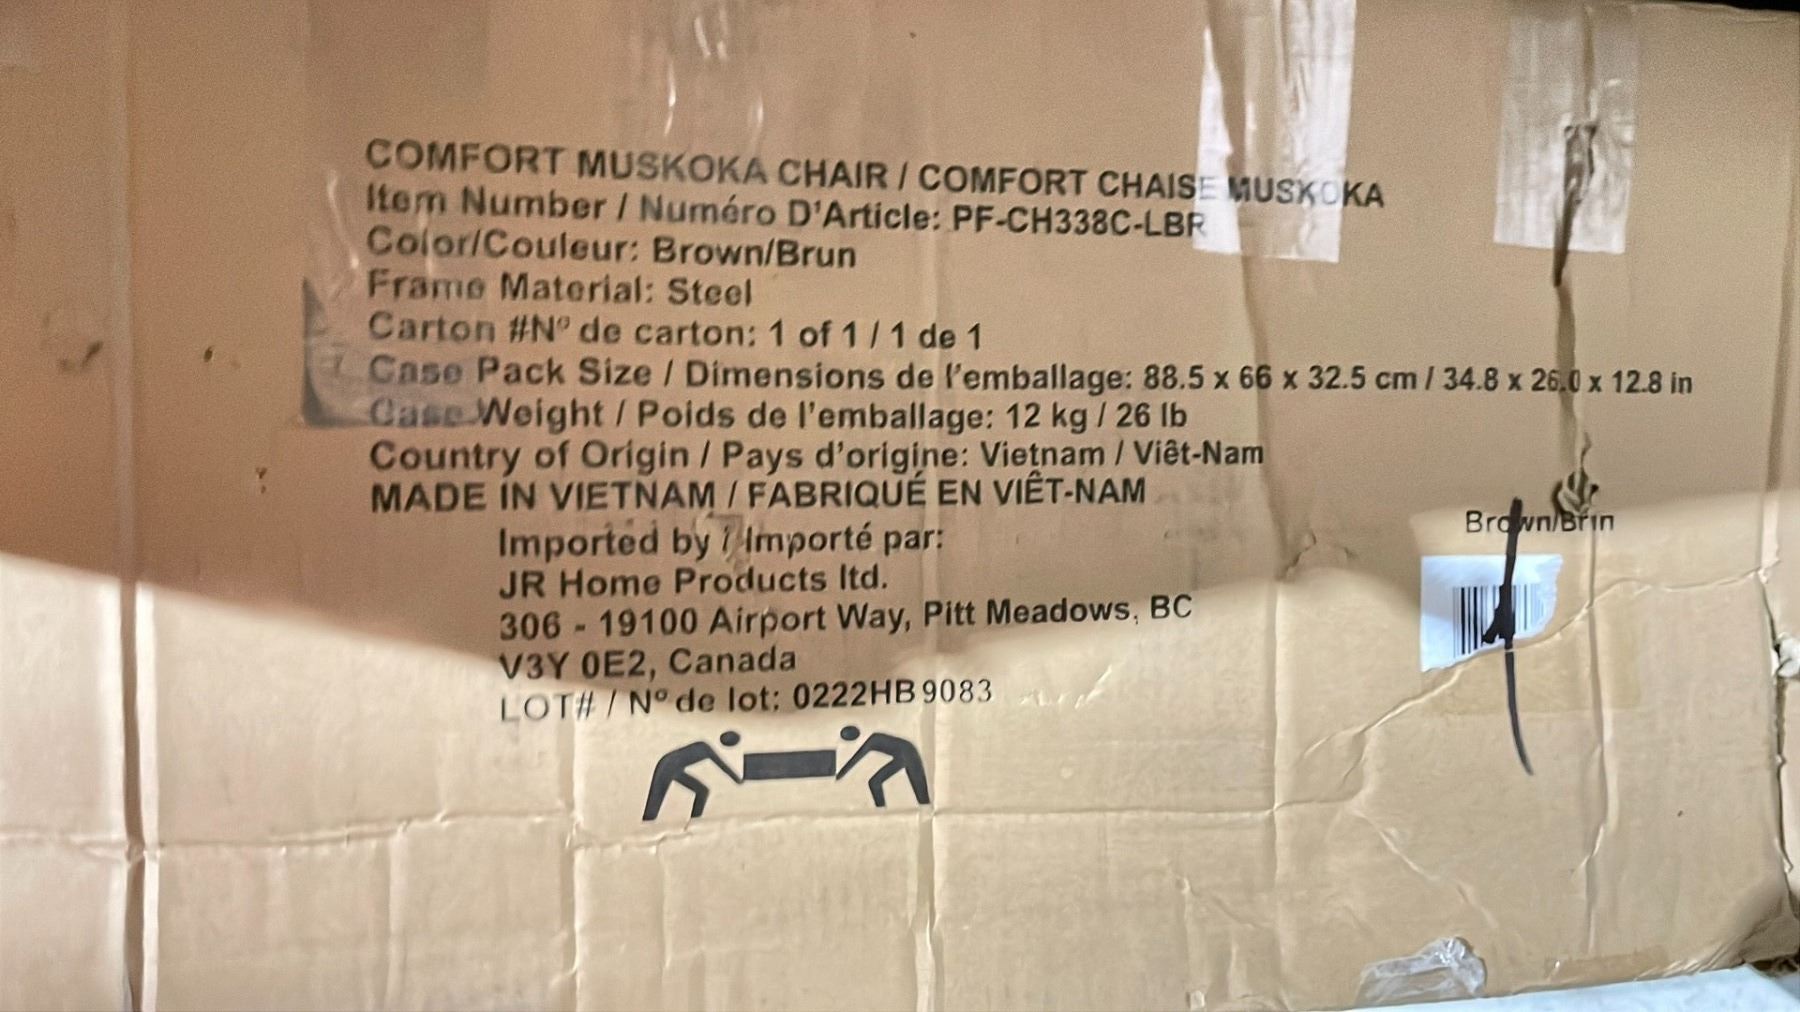 COMFORT MUSKOKA CHAIR / COMFORT CHAISE MUSKOKA
Item Number / Numéro D'Article: PF-CH338C-LBR
Color/Couleur: Brown/Brun
Frame Material: Steel
Carton #Nº de carton: 1 of 1 / 1 de 1
Case Pack Size / Dimensions de l'emballage: 88.5 x 66 x 32.5 cm / 34.8 x 26.0 x 12.8 in
Case Weight / Poids de l'emballage: 12 kg / 26 lb
Country of Origin / Pays d'origine: Vietnam / Viêt-Nam
MADE IN VIETNAM / FABRIQUÉ EN VIÊT-NAM
Imported by / Importé par:
JR Home Products ltd.
306 - 19100 Airport Way, Pitt Meadows, BC
V3Y 0E2, Canada
LOT# / Nº de lot: 0222HB9083
Brown/Brin